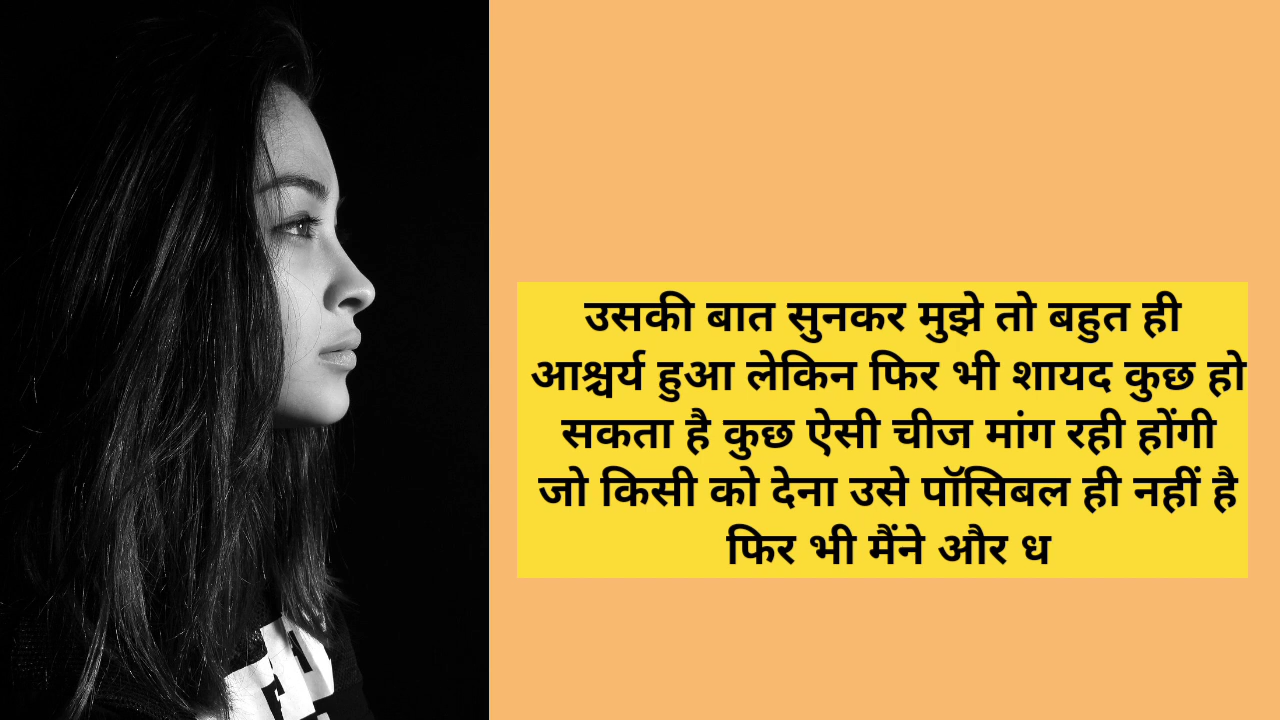 उसकी बात सुनकर मुझे तो बहुत ही
आश्चर्य हुआ लेकिन फिर भी शायद कुछ हो
सकता है कुछ ऐसी चीज मांग रही होंगी
जो किसी को देना उसे पॉसिबल ही नहीं है
फिर भी मैंने और ध